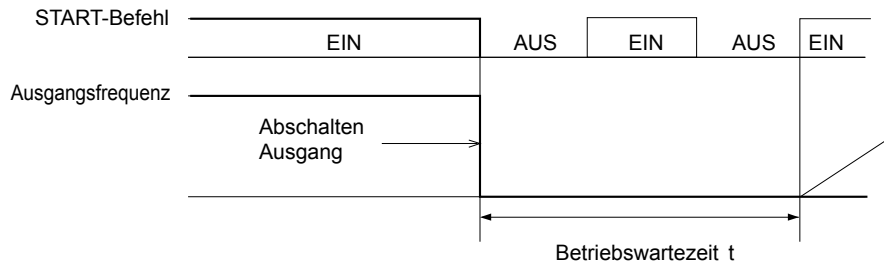 START-Befehl
EIN AUS EIN AUS EIN
Ausgangsfrequenz
Abschalten
Ausgang
Betriebswartezeit t